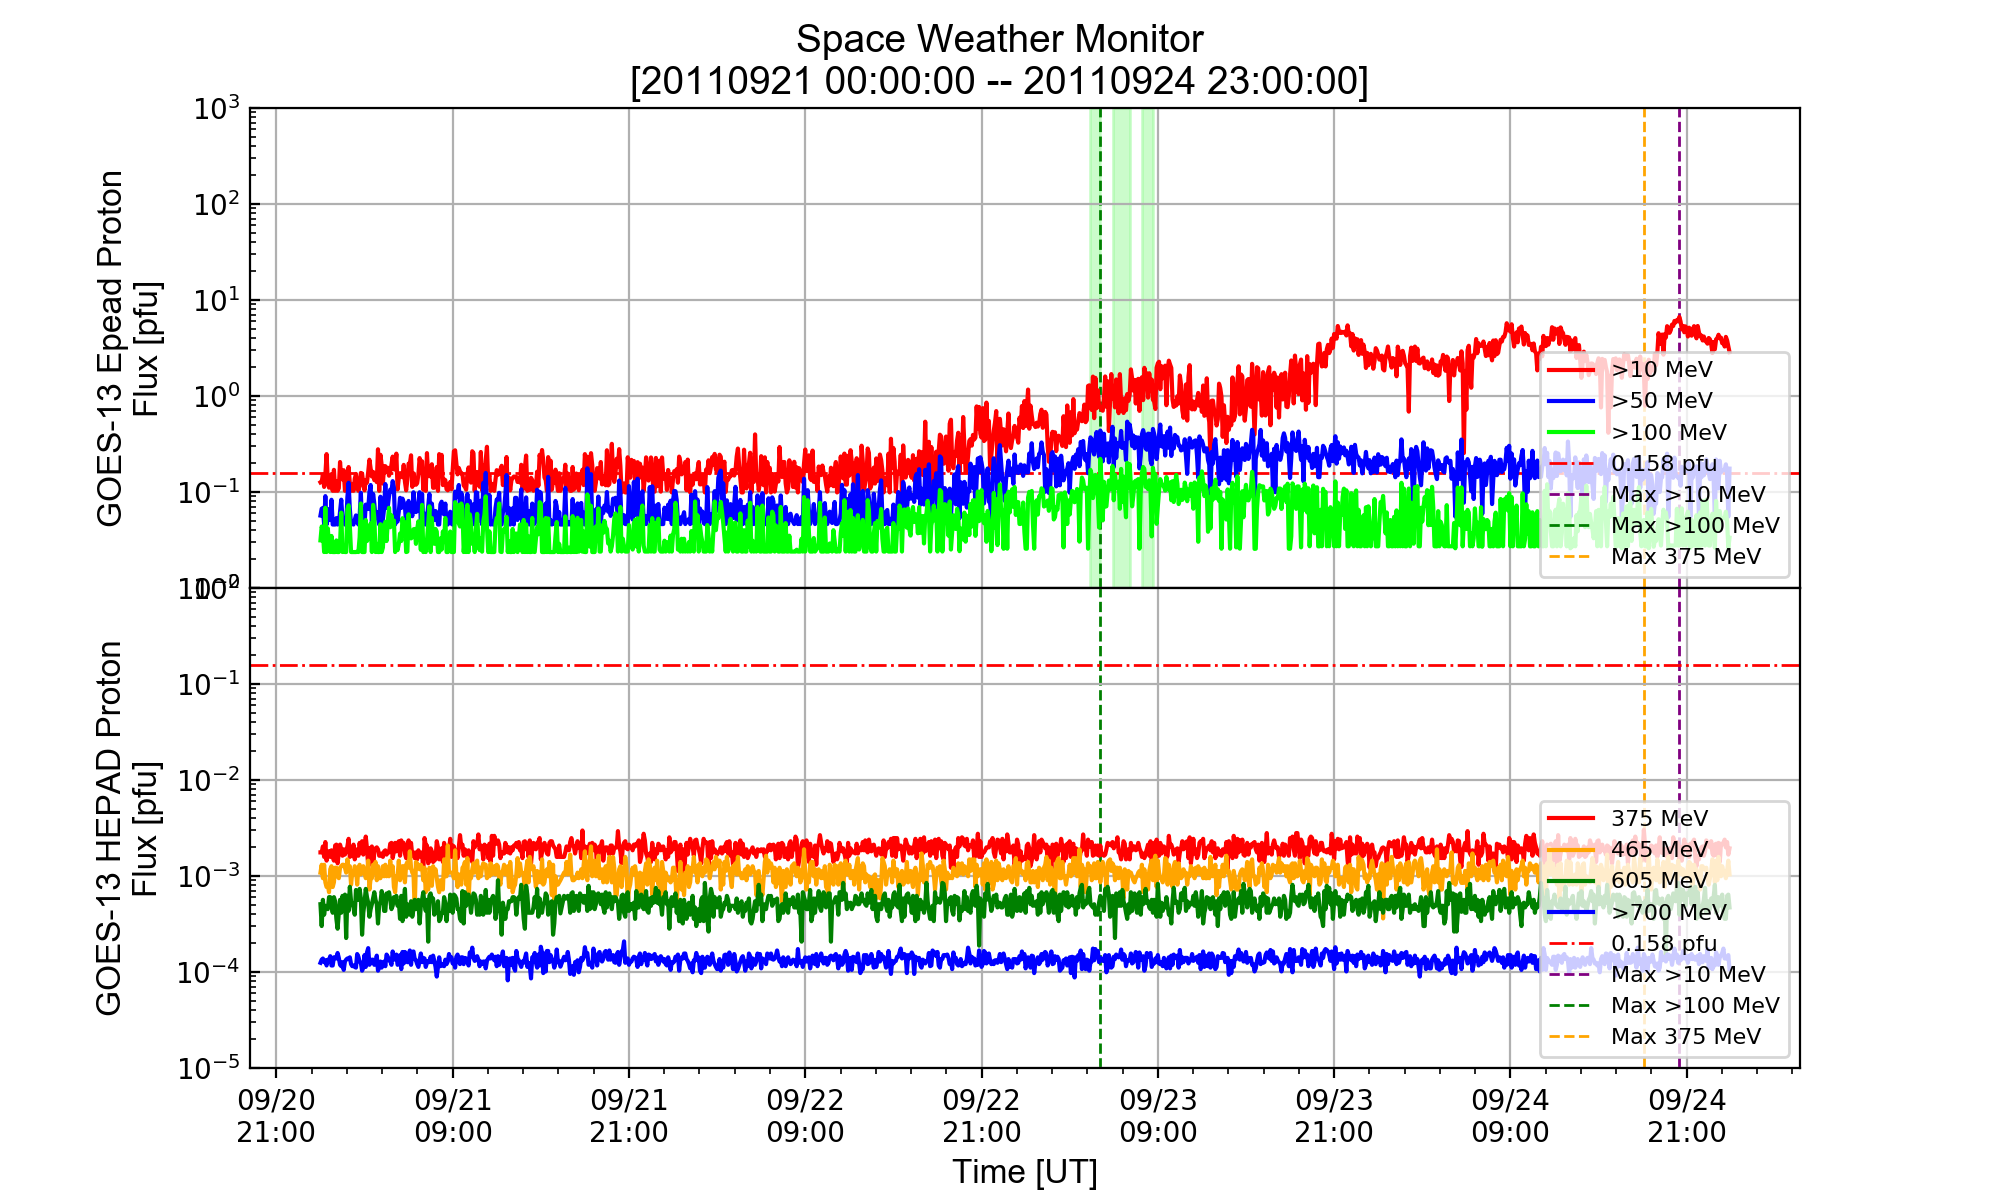 Space Weather Monitor
[20110921 00:00:00 -- 20110924 23:00:00]
GOES-13 Epead Proton
Flux [pfu]
10³
10²
10¹
10⁰
10⁻¹
10⁻²
>10 MeV
>50 MeV
>100 MeV
0.158 pfu
Max >10 MeV
Max >100 MeV
Max 375 MeV
GOES-13 HEPAD Proton
Flux [pfu]
10⁰
10⁻¹
10⁻²
10⁻³
10⁻⁴
10⁻⁵
375 MeV
465 MeV
605 MeV
>700 MeV
0.158 pfu
Max >10 MeV
Max >100 MeV
Max 375 MeV
09/20 09/21 09/21 09/22 09/22 09/23 09/23 09/24 09/24
21:00 09:00 21:00 09:00 21:00 09:00 21:00 09:00 21:00
Time [UT]